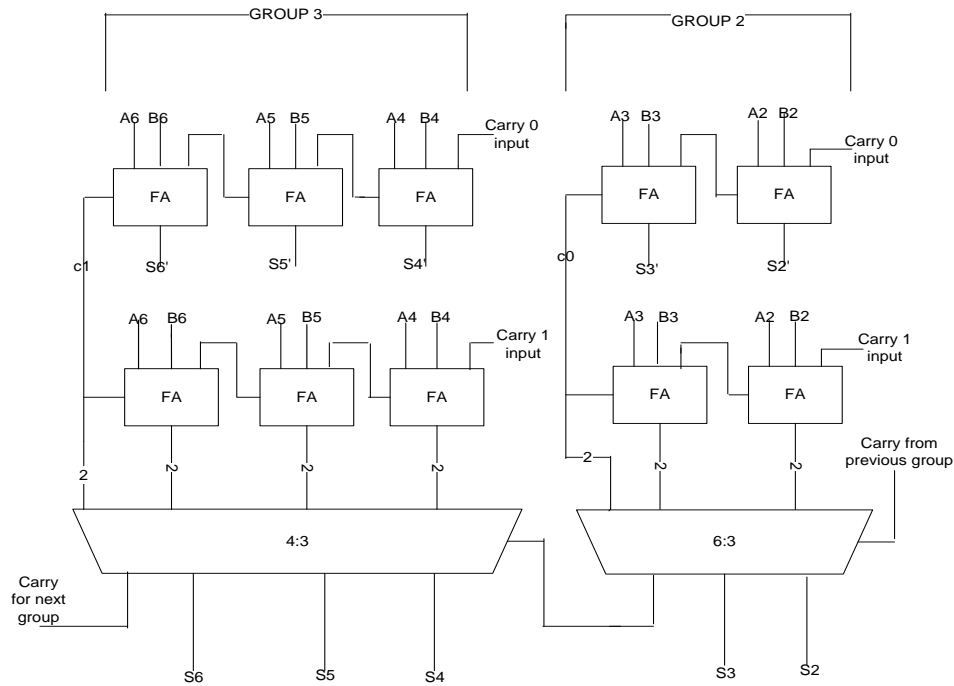 GROUP 3
GROUP 2
A6 B6 A5 B5 A4 B4 Carry 0
input
A3 B3 A2 B2 Carry 0
input
FA FA FA FA FA
c1 S6' S5' S4' c0 S3' S2'
A6 B6 A5 B5 A4 B4 Carry 1
input
A3 B3 A2 B2 Carry 1
input
FA FA FA FA FA
2 2 2 2 2 2 2
Carry from
previous group
4:3 6:3
Carry
for next
group
S6 S5 S4 S3 S2